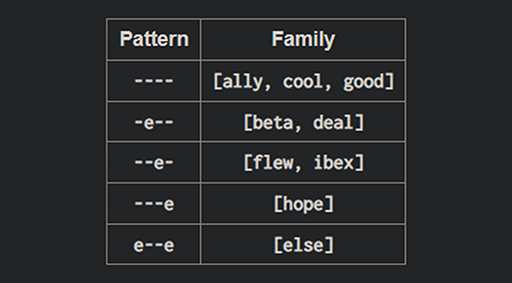 Pattern Family
---- [ally, cool, good]
-e-- [beta, deal]
--e- [flew, ibex]
---e [hope]
e--e [else]